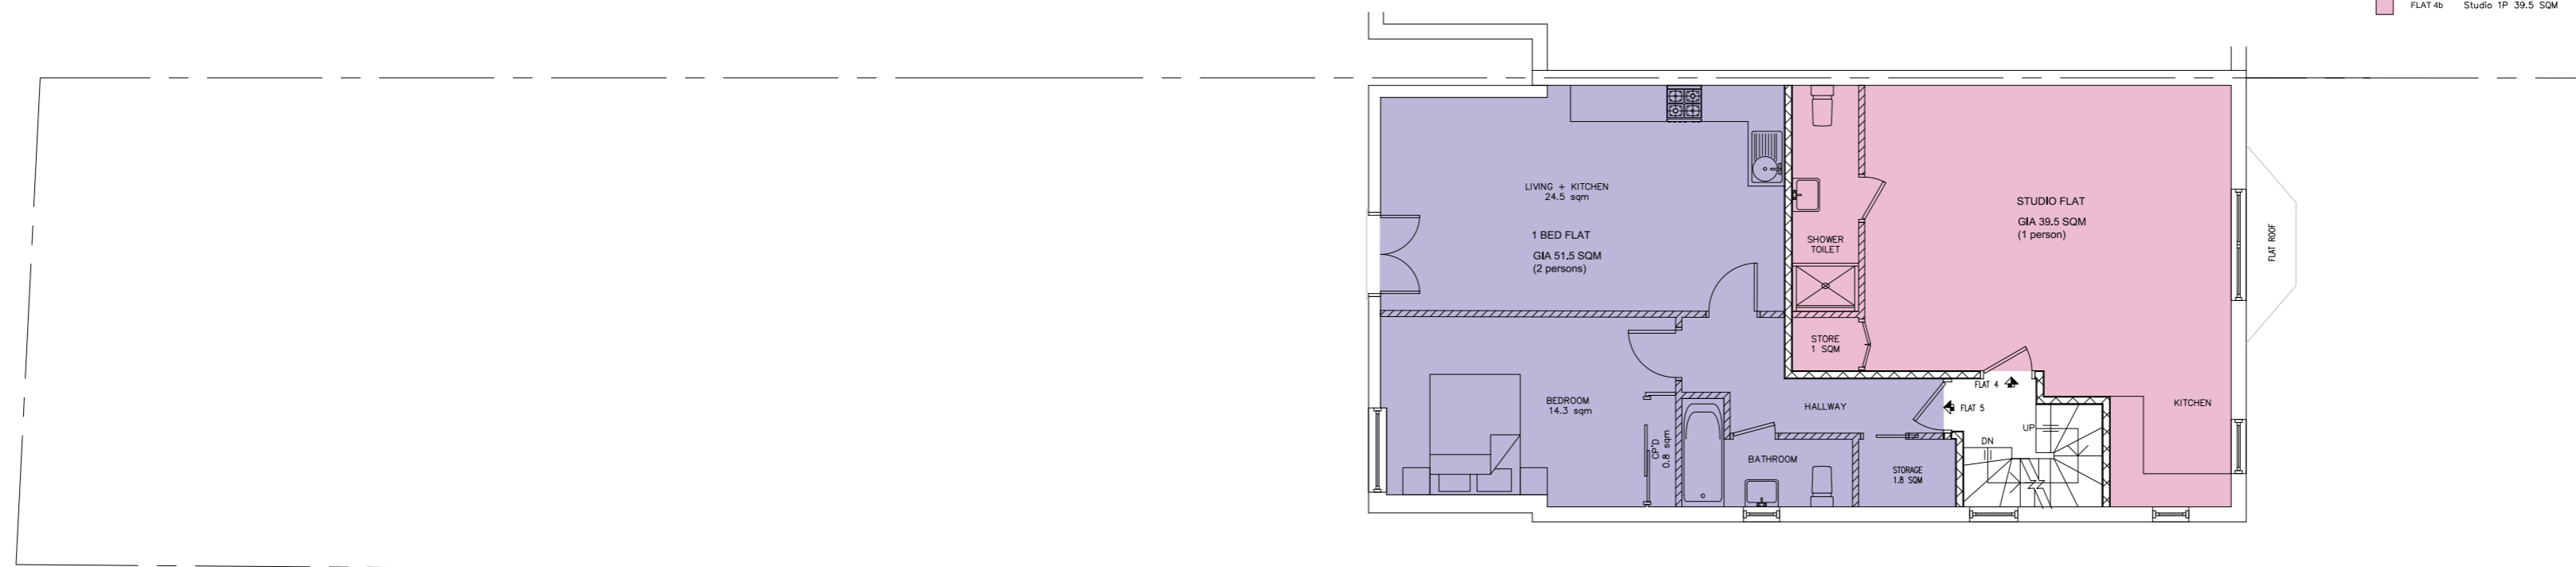 FLAT 4b Studio 1P 39.5 SQM
LIVING + KITCHEN
24.5 sqm
1 BED FLAT
GIA 51.5 SQM
(2 persons)
SHOWER
TOILET
STUDIO FLAT
GIA 39.5 SQM
(1 person)
FLAT ROOF
STORE
1 SQM
FLAT 4
BEDROOM
14.3 sqm
HALLWAY
FLAT 5
KITCHEN
UP
DN
CP'D
0.8 sqm
BATHROOM
STORAGE
1.8 SQM